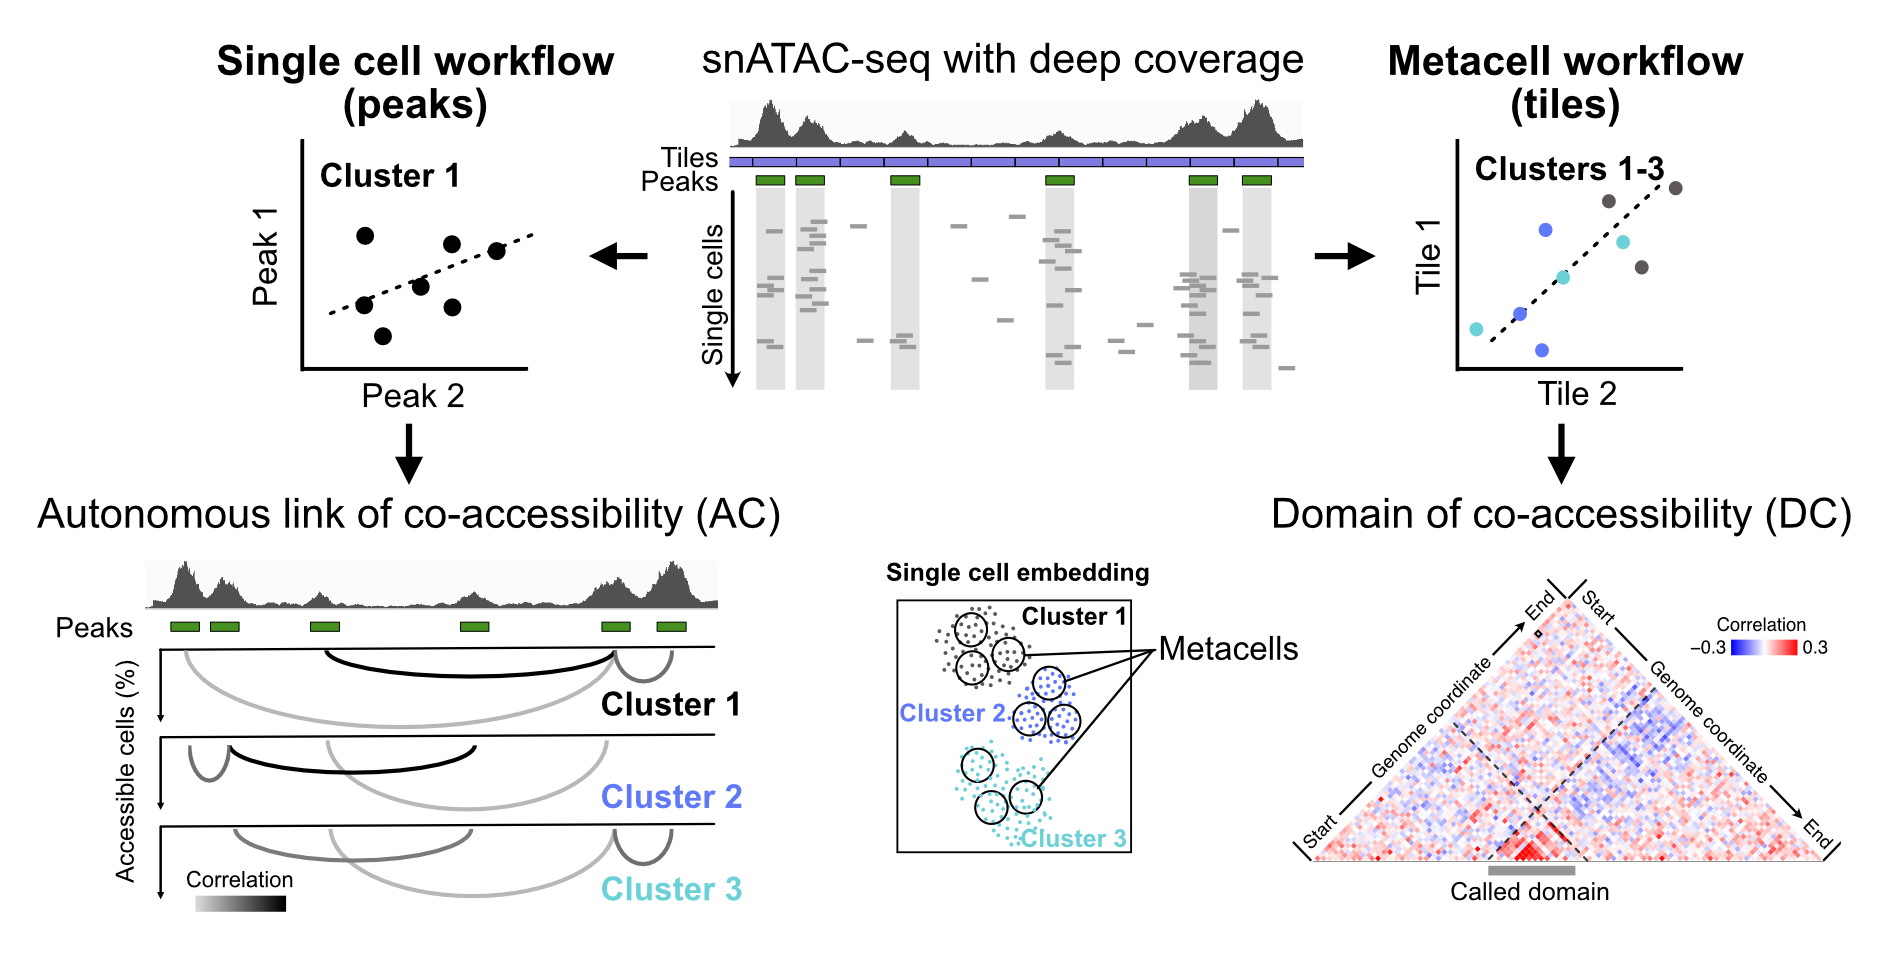 Single cell workflow
(peaks)
snATAC-seq with deep coverage
Metacell workflow
(tiles)
Cluster 1
Peak 1
Peak 2
Tiles
Peaks
Single cells
Clusters 1-3
Tile 1
Tile 2
Autonomous link of co-accessibility (AC)
Peaks
Accessible cells (%)
Cluster 1
Cluster 2
Cluster 3
Correlation
Single cell embedding
Cluster 1
Cluster 2
Cluster 3
Metacells
Domain of co-accessibility (DC)
Start
Genome coordinate
End
Start
Genome coordinate
End
Correlation
−0.3
0.3
Called domain